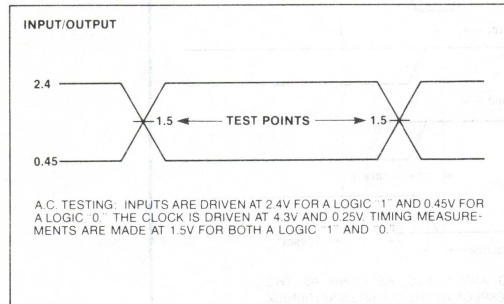 INPUT/OUTPUT
2.4
1.5 TEST POINTS 1.5
0.45
A.C. TESTING: INPUTS ARE DRIVEN AT 2.4V FOR A LOGIC "1" AND 0.45V FOR
A LOGIC "0." THE CLOCK IS DRIVEN AT 4.3V AND 0.25V. TIMING MEASURE-
MENTS ARE MADE AT 1.5V FOR BOTH A LOGIC "1" AND "0."